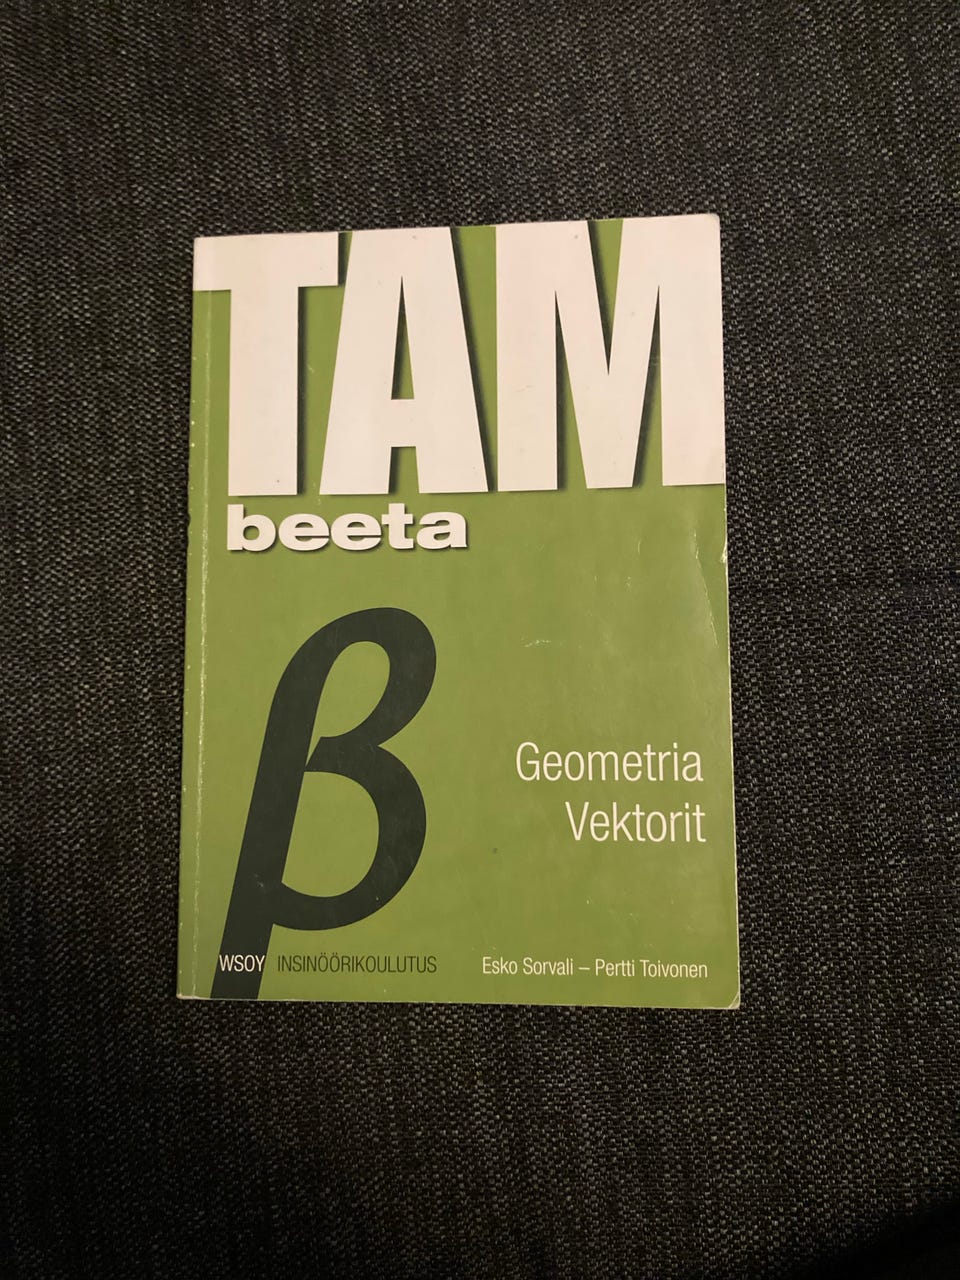 TAM
beeta
β
Geometria
Vektorit
WSOY INSINÖÖRIKOULUTUS Esko Sorvali – Pertti Toivonen